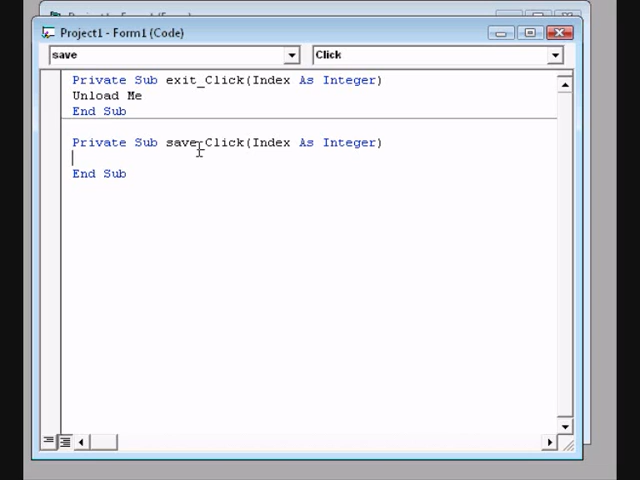 Project1 - Form1 (Code)
save
Click
Private Sub exit_Click(Index As Integer)
Unload Me
End Sub
Private Sub save_Click(Index As Integer)
End Sub